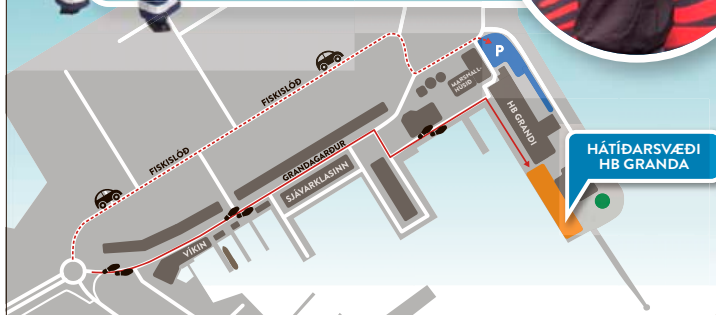 P
FISKISLÓÐ
MARSHALL-
HÚSIÐ
HB GRANDI
FISKISLÓÐ
GRANDAGARÐUR
SJÁVARKLASINN
VÍKIN
HÁTÍÐARSVÆÐI
HB GRANDA